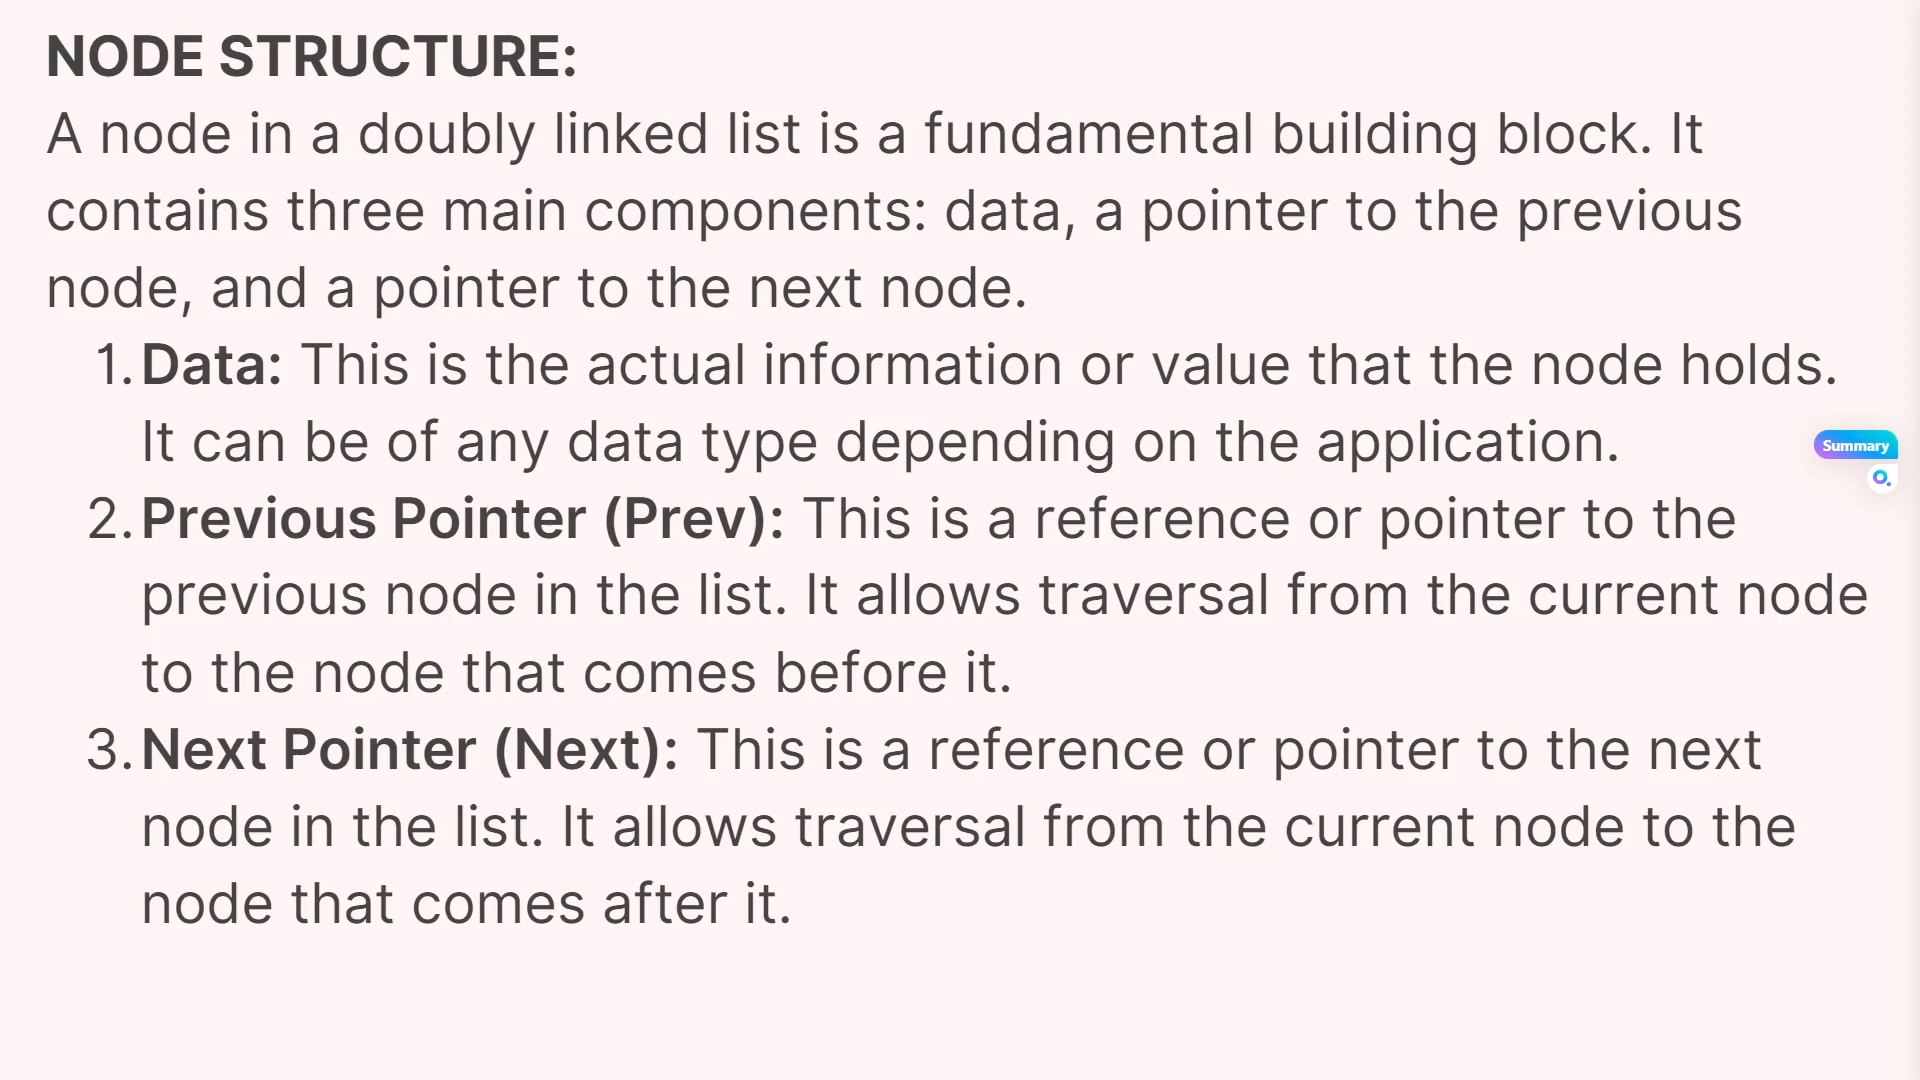 NODE STRUCTURE:
A node in a doubly linked list is a fundamental building block. It
contains three main components: data, a pointer to the previous
node, and a pointer to the next node.
1. Data: This is the actual information or value that the node holds.
It can be of any data type depending on the application.
2. Previous Pointer (Prev): This is a reference or pointer to the
previous node in the list. It allows traversal from the current node
to the node that comes before it.
3. Next Pointer (Next): This is a reference or pointer to the next
node in the list. It allows traversal from the current node to the
node that comes after it.
Summary